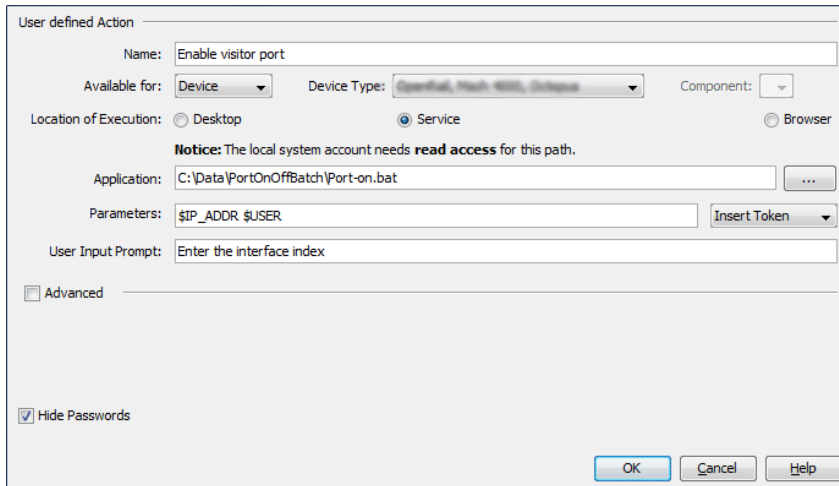 User defined Action
Name: Enable visitor port
Available for: Device Device Type: Component:
Location of Execution: Desktop Service Browser
Notice: The local system account needs read access for this path.
Application: C:\Data\PortOnOffBatch\Port-on.bat ...
Parameters: $IP_ADDR $USER Insert Token
User Input Prompt: Enter the interface index
Advanced
Hide Passwords
OK Cancel Help